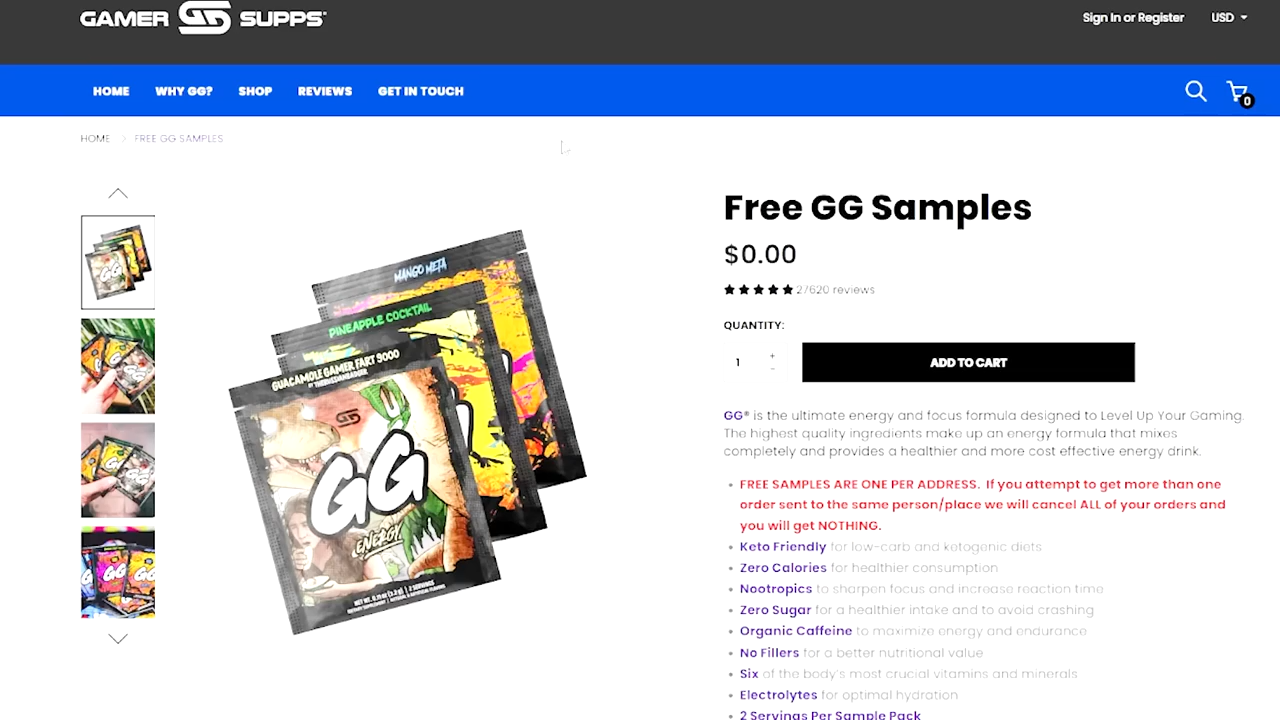 GAMER GG SUPPS
Sign In or Register
USD
HOME
WHY GG?
SHOP
REVIEWS
GET IN TOUCH
0
HOME
FREE GG SAMPLES
Free GG Samples
$0.00
27620 reviews
QUANTITY:
1
+
-
ADD TO CART
GG® is the ultimate energy and focus formula designed to Level Up Your Gaming.
The highest quality ingredients make up an energy formula that mixes
completely and provides a healthier and more cost effective energy drink.
FREE SAMPLES ARE ONE PER ADDRESS. If you attempt to get more than one
order sent to the same person/place we will cancel ALL of your orders and
you will get NOTHING.
Keto Friendly for low-carb and ketogenic diets
Zero Calories for healthier consumption
Nootropics to sharpen focus and increase reaction time
Zero Sugar for a healthier intake and to avoid crashing
Organic Caffeine to maximize energy and endurance
No Fillers for a better nutritional value
Six of the body's most crucial vitamins and minerals
Electrolytes for optimal hydration
2 Servings Per Sample Pack
MANGO META
PINEAPPLE COCKTAIL
GUACAMOLE GAMER FART 9000
GG
ENERGY